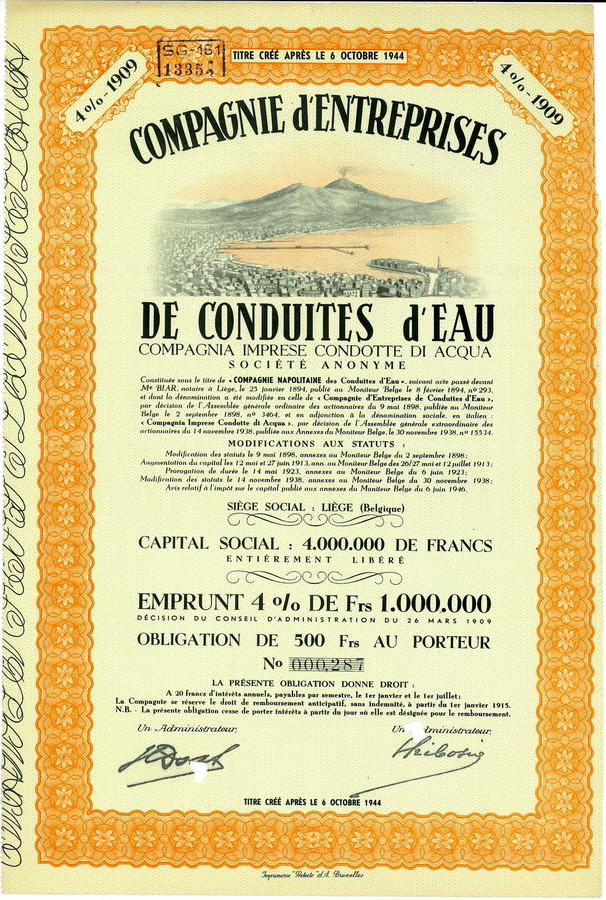 SG-161
TITRE CRÉÉ APRÈS LE 6 OCTOBRE 1944
4% - 1909
4% - 1909
COMPAGNIE d'ENTREPRISES
DE CONDUITES d'EAU
COMPAGNIA IMPRESE CONDOTTE DI ACQUA
SOCIÉTÉ ANONYME
Constituée sous le titre de « COMPAGNIE NAPOLITAINE des Conduites d'Eau », suivant acte passé devant
Me BIAR, notaire à Liége, le 25 janvier 1894, publié au Moniteur Belge le 8 février 1894, no 293,
et dont la dénomination a été modifiée en celle de « Compagnie d'Entreprises de Conduites d'Eau »,
par décision de l'Assemblée générale ordinaire des actionnaires du 9 mai 1898, publiée au Moniteur
Belge le 2 septembre 1898, no 3464, et en adjonction à la dénomination sociale, en italien :
« Compagnia Imprese Condotte di Acqua », par décision de l'Assemblée générale extraordinaire des
actionnaires du 14 novembre 1938, publiée aux Annexes du Moniteur Belge, le 30 novembre 1938, no 15534.
MODIFICATIONS AUX STATUTS :
Modification des statuts le 9 mai 1898, annexes au Moniteur Belge du 2 septembre 1898 ;
Augmentation du capital les 12 mai et 27 juin 1913, ann. au Moniteur Belge des 26/27 mai et 12 juillet 1913 ;
Prorogation de durée le 14 mai 1923, annexes au Moniteur Belge du 6 juin 1923 ;
Modification des statuts le 14 novembre 1938, annexes au Moniteur Belge du 30 novembre 1938 ;
Avis relatif à l'impôt sur le capital publié aux annexes du Moniteur Belge du 6 juin 1946.
SIÈGE SOCIAL : LIÈGE (Belgique)
CAPITAL SOCIAL : 4.000.000 DE FRANCS
ENTIÈREMENT LIBÉRÉ
EMPRUNT 4% DE Frs 1.000.000
DÉCISION DU CONSEIL D'ADMINISTRATION DU 26 MARS 1909
OBLIGATION DE 500 Frs AU PORTEUR
No 000,287
LA PRÉSENTE OBLIGATION DONNE DROIT :
A 20 francs d'intérêts annuels, payables par semestre, le 1er janvier et le 1er juillet ;
La Compagnie se réserve le droit de remboursement anticipatif, sans indemnité, à partir du 1er janvier 1915.
N.B. - La présente obligation cesse de porter intérêts à partir du jour où elle est désignée pour le remboursement.
Un Administrateur,
Un Administrateur,
TITRE CRÉÉ APRÈS LE 6 OCTOBRE 1944
Imprimerie
Bruxelles